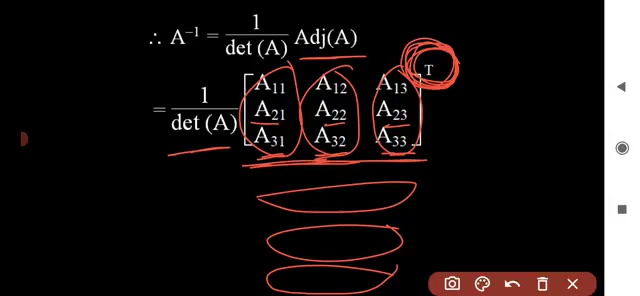 ∴ A⁻¹ = 1/det (A) Adj(A)
= 1/det (A) [A₁₁ A₁₂ A₁₃
A₂₁ A₂₂ A₂₃
A₃₁ A₃₂ A₃₃]ᵀ